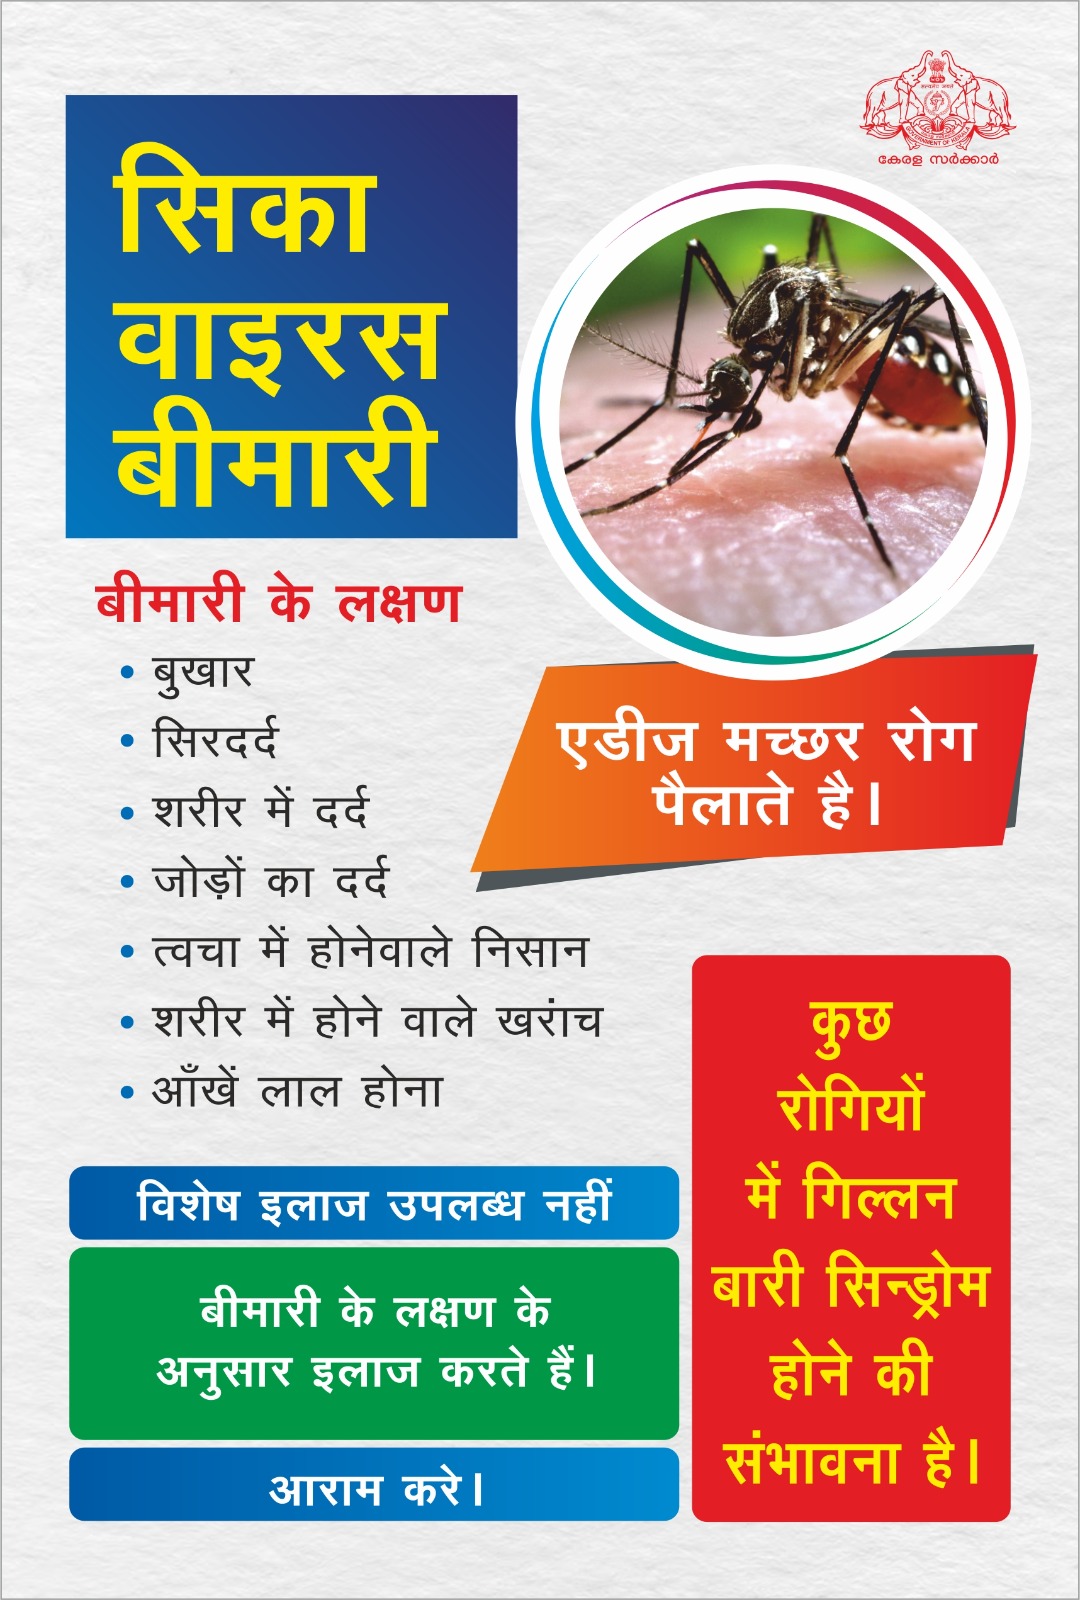 केരള സർക്കാർ
सिका
वाइरस
बीमारी
बीमारी के लक्षण
• बुखार
• सिरदर्द
• शरीर में दर्द
• जोड़ों का दर्द
• त्वचा में होनेवाले निसान
• शरीर में होने वाले खरांच
• आँखें लाल होना
एडीज मच्छर रोग
पैलाते है।
विशेष इलाज उपलब्ध नहीं
बीमारी के लक्षण के
अनुसार इलाज करते हैं।
आराम करे।
कुछ
रोगियों
में गिल्लन
बारी सिन्ड्रोम
होने की
संभावना है।